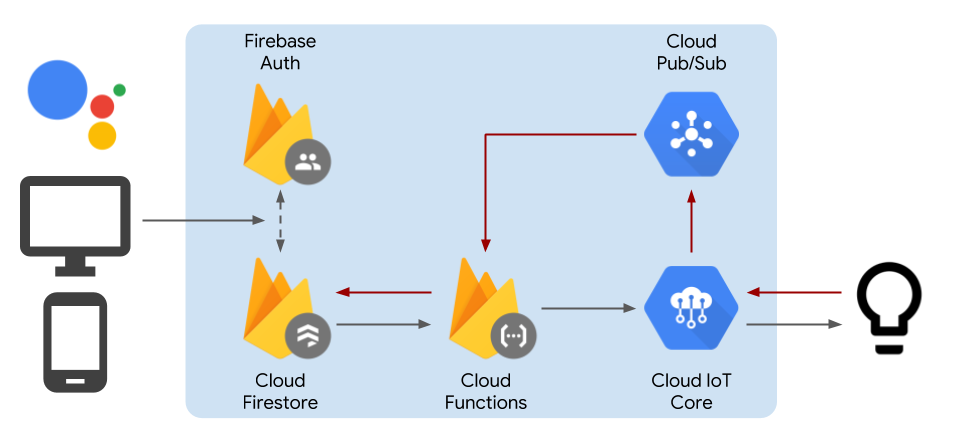 Firebase
Auth
Cloud
Pub/Sub
Cloud
Firestore
Cloud
Functions
Cloud IoT
Core